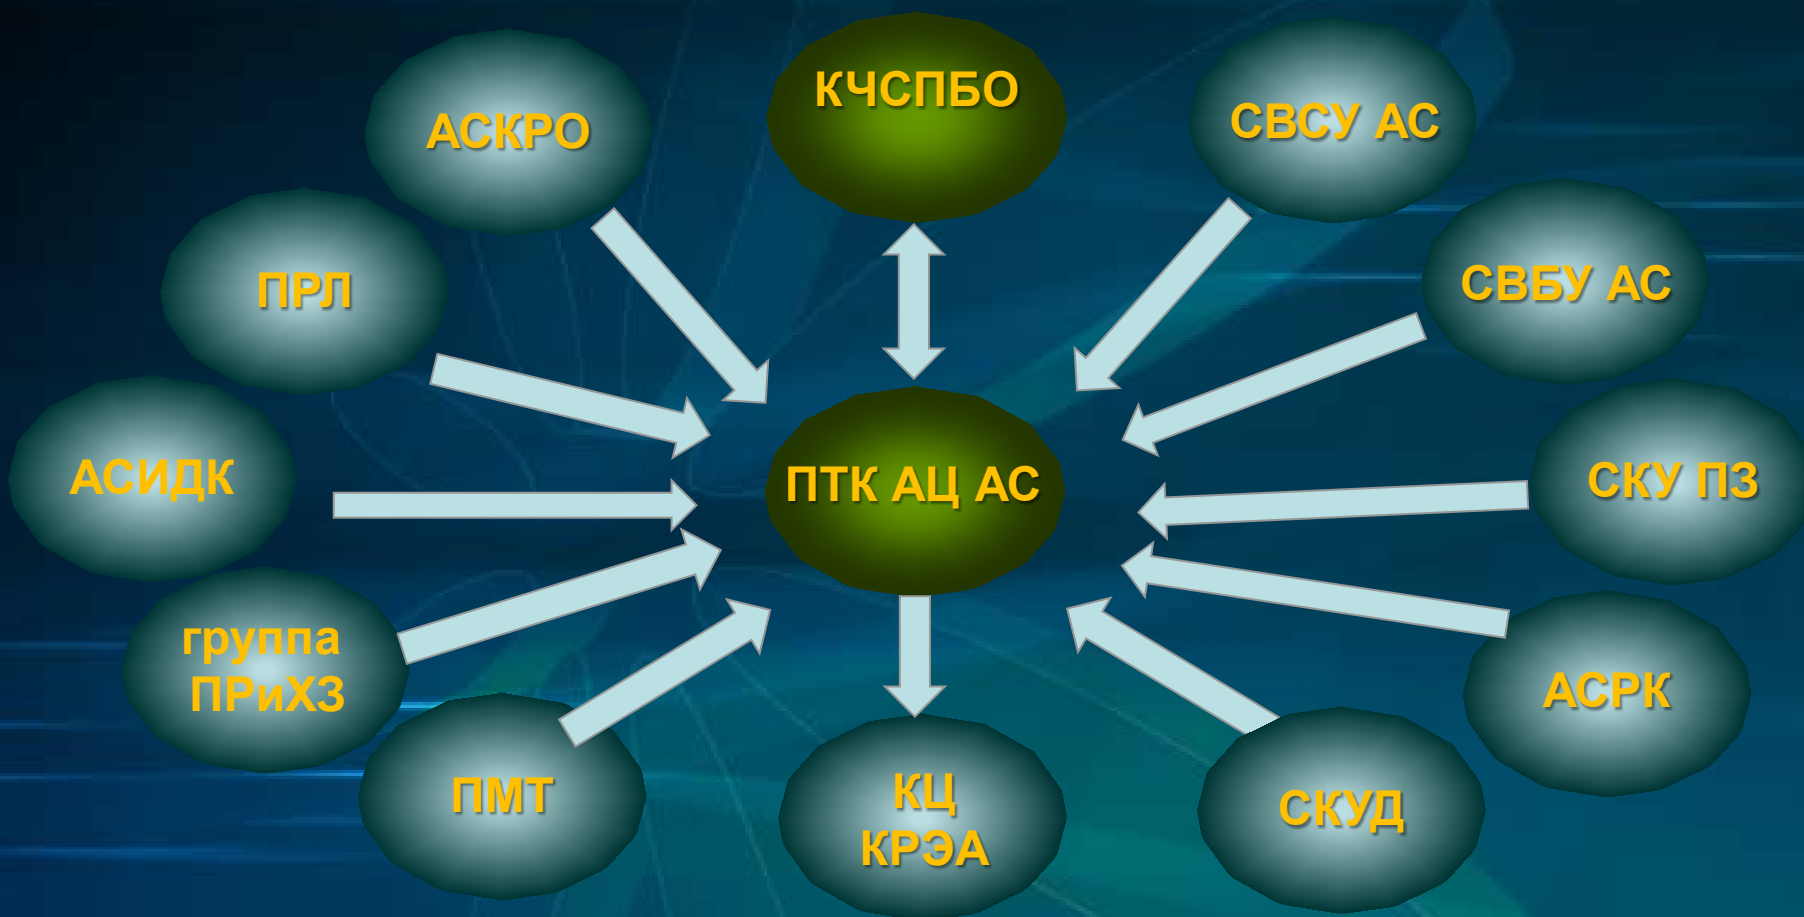 КЧСПБО
СВСУ АС
АСКРО
СВБУ АС
ПРЛ
АСИДК
ПТК АЦ АС
СКУ ПЗ
группа
ПРиХЗ
АСРК
ПМТ
КЦ
КРЭА
СКУД